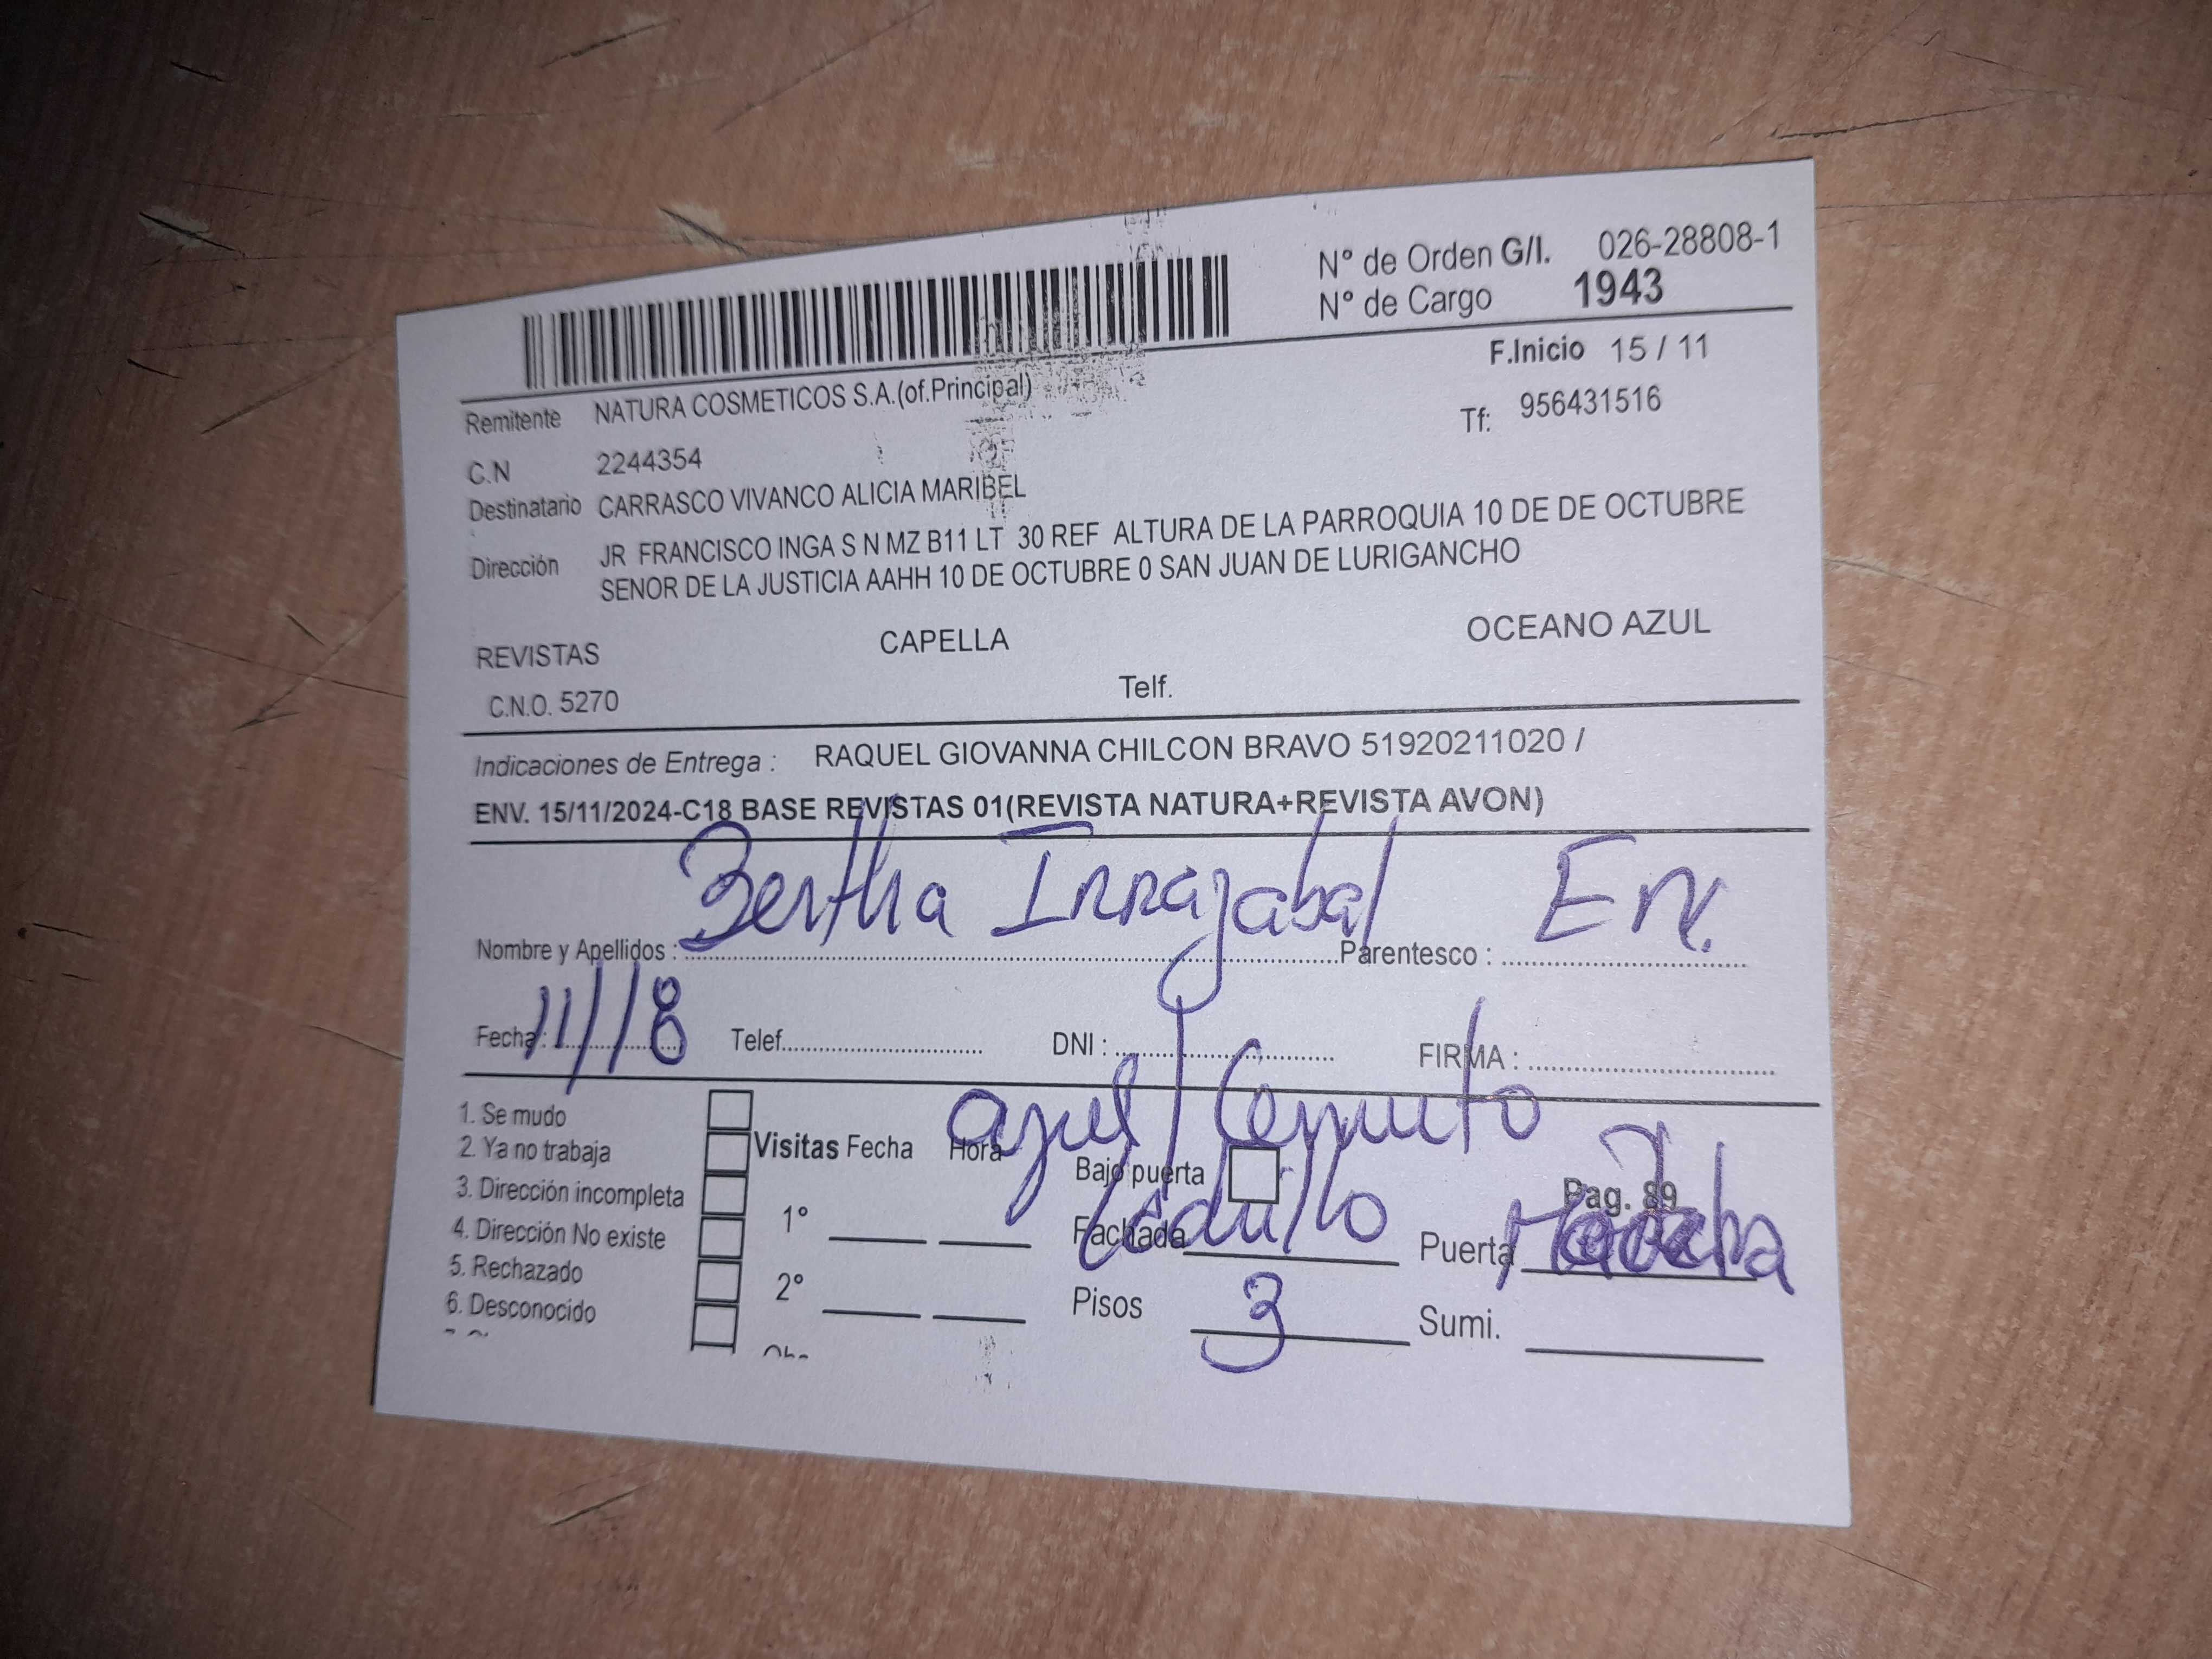 N° de Orden G/I. 026-28808-1
N° de Cargo 1943
F.Inicio 15 / 11
Remitente NATURA COSMETICOS S.A.(of.Principal)
Tf: 956431516
C.N 2244354
Destinatario CARRASCO VIVANCO ALICIA MARIBEL
Dirección JR FRANCISCO INGA S N MZ B11 LT 30 REF ALTURA DE LA PARROQUIA 10 DE DE OCTUBRE
SENOR DE LA JUSTICIA AAHH 10 DE OCTUBRE 0 SAN JUAN DE LURIGANCHO
REVISTAS CAPELLA OCEANO AZUL
C.N.O. 5270 Telf.
Indicaciones de Entrega : RAQUEL GIOVANNA CHILCON BRAVO 51920211020 /
ENV. 15/11/2024-C18 BASE REVISTAS 01(REVISTA NATURA+REVISTA AVON)
Nombre y Apellidos : Bertha Irrazabal Parentesco :
Fecha : 11/18 Telef. DNI : FIRMA :
azul
1. Se mudo
2. Ya no trabaja
3. Dirección incompleta
4. Dirección No existe
5. Rechazado
6. Desconocido
Visitas Fecha Hora
1°
2°
Bajo puerta
Pag. 89
Fachada Ladrillo Puerta
Pisos 3 Sumi.